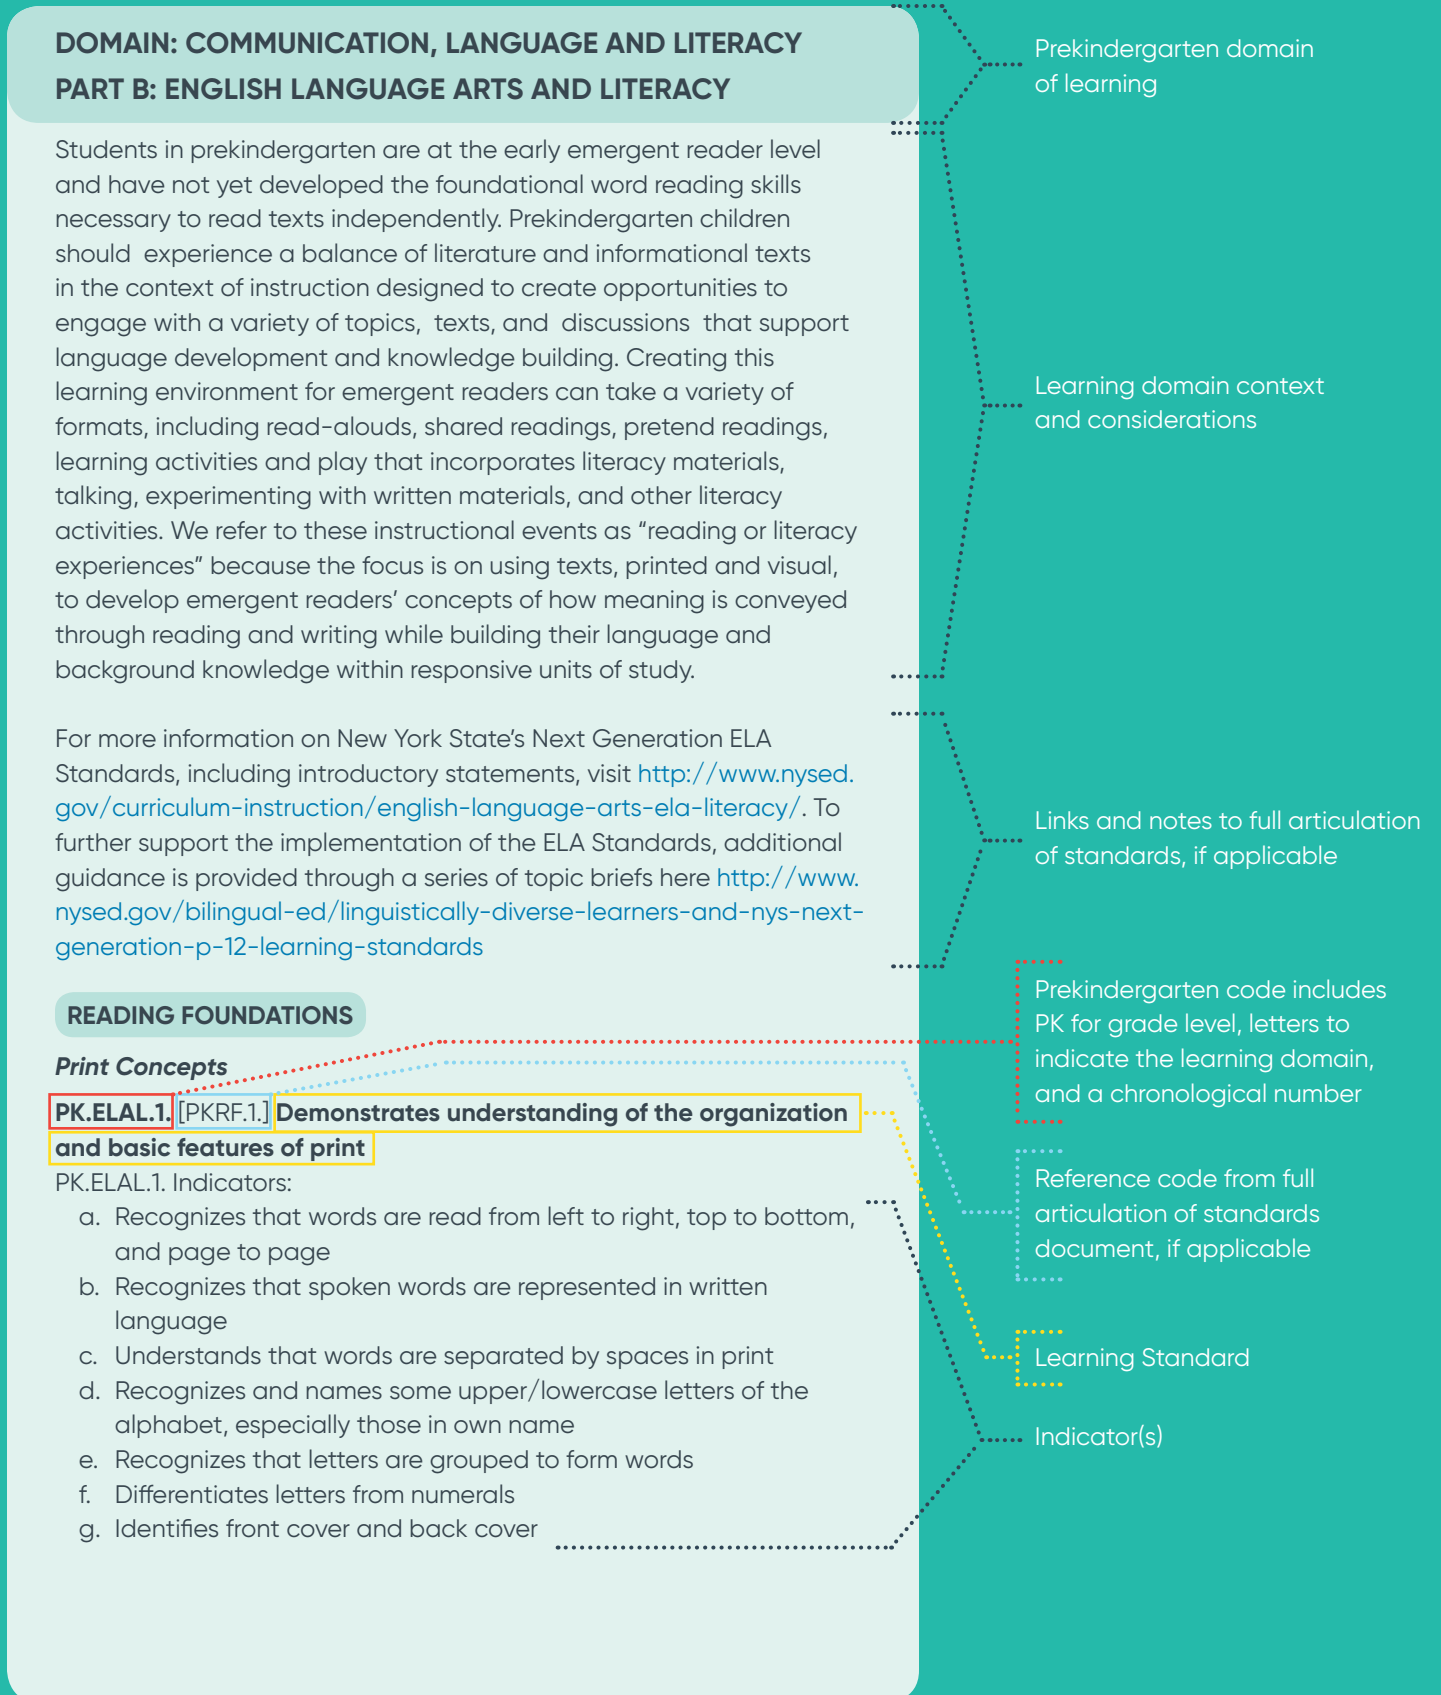 DOMAIN: COMMUNICATION, LANGUAGE AND LITERACY
PART B: ENGLISH LANGUAGE ARTS AND LITERACY
Students in prekindergarten are at the early emergent reader level
and have not yet developed the foundational word reading skills
necessary to read texts independently. Prekindergarten children
should experience a balance of literature and informational texts
in the context of instruction designed to create opportunities to
engage with a variety of topics, texts, and discussions that support
language development and knowledge building. Creating this
learning environment for emergent readers can take a variety of
formats, including read-alouds, shared readings, pretend readings,
learning activities and play that incorporates literacy materials,
talking, experimenting with written materials, and other literacy
activities. We refer to these instructional events as “reading or literacy
experiences” because the focus is on using texts, printed and visual,
to develop emergent readers’ concepts of how meaning is conveyed
through reading and writing while building their language and
background knowledge within responsive units of study.
For more information on New York State’s Next Generation ELA
Standards, including introductory statements, visit http://www.nysed.
gov/curriculum-instruction/english-language-arts-ela-literacy/. To
further support the implementation of the ELA Standards, additional
guidance is provided through a series of topic briefs here http://www.
nysed.gov/bilingual-ed/linguistically-diverse-learners-and-nys-next-
generation-p-12-learning-standards
READING FOUNDATIONS
Print Concepts
PK.ELAL.1. [PKRF.1.] Demonstrates understanding of the organization
and basic features of print
PK.ELAL.1. Indicators:
a. Recognizes that words are read from left to right, top to bottom,
and page to page
b. Recognizes that spoken words are represented in written
language
c. Understands that words are separated by spaces in print
d. Recognizes and names some upper/lowercase letters of the
alphabet, especially those in own name
e. Recognizes that letters are grouped to form words
f. Differentiates letters from numerals
g. Identifies front cover and back cover
Prekindergarten domain
of learning
Learning domain context
and considerations
Links and notes to full articulation
of standards, if applicable
Prekindergarten code includes
PK for grade level, letters to
indicate the learning domain,
and a chronological number
Reference code from full
articulation of standards
document, if applicable
Learning Standard
Indicator(s)